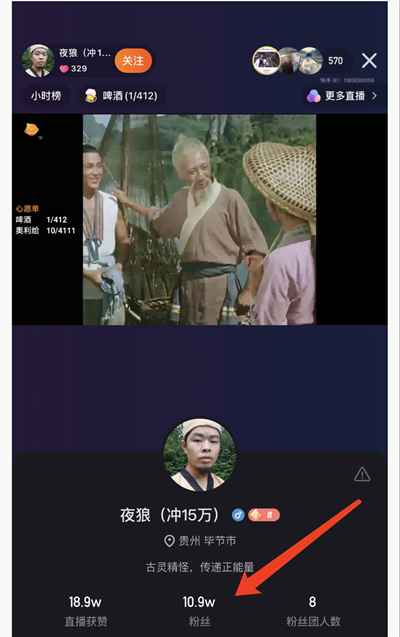 夜狼（冲1...
329
关注
570
小时榜
啤酒 (1/412)
更多直播
心愿单
啤酒 1/412
奥利给 10/4111
夜狼（冲15万）
贵州 毕节市
古灵精怪，传递正能量
18.9w 10.9w 8
直播获赞 粉丝 粉丝团人数